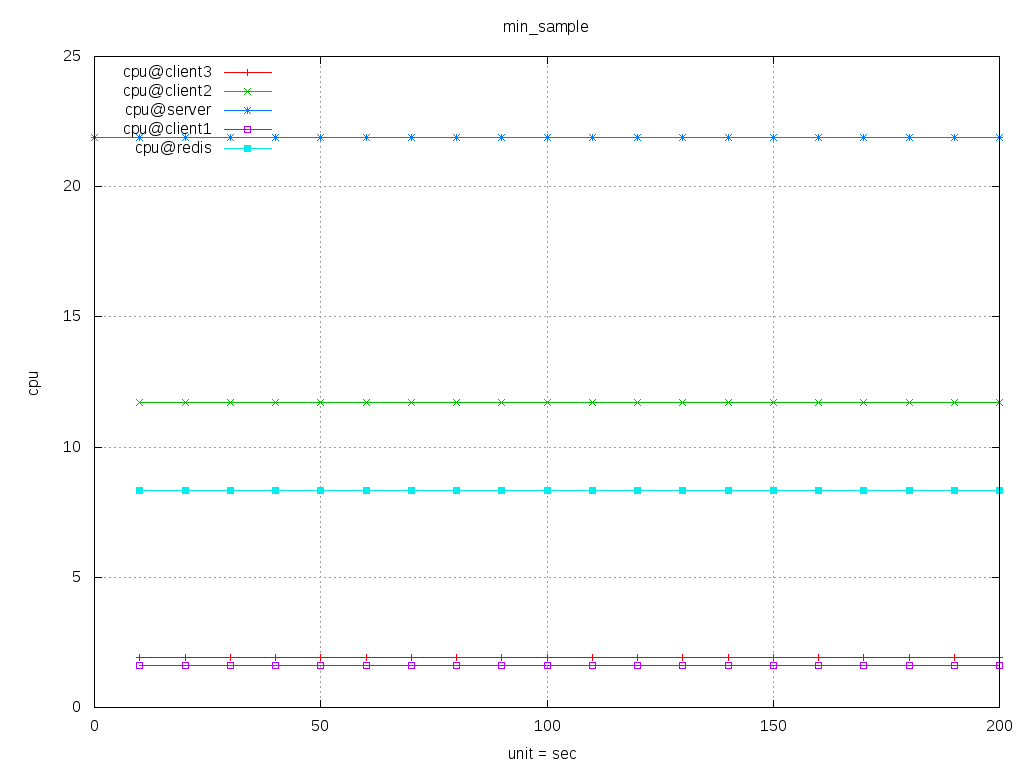 min_sample
25
cpu@client3
cpu@client2
cpu@server
cpu@client1
cpu@redis
20
15
cpu
10
5
0
0 50 100 150 200
unit = sec